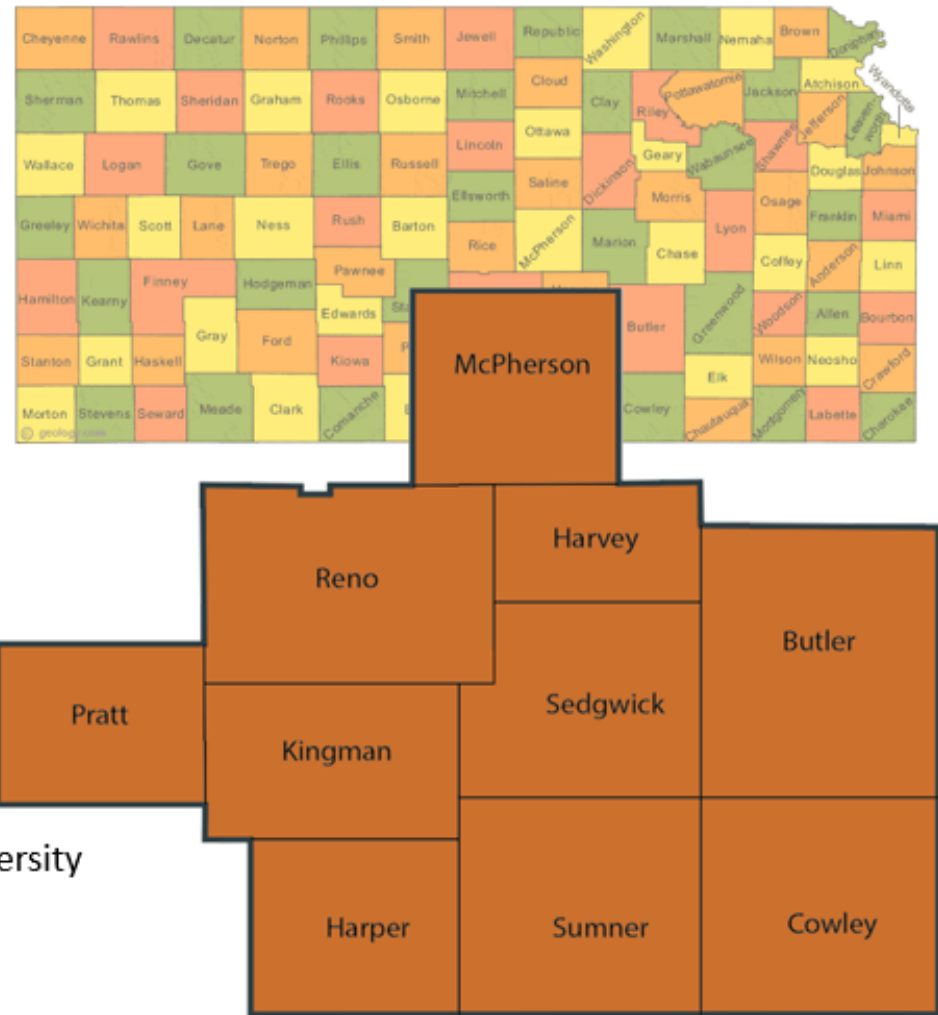 Cheyenne Rawlins Decatur Norton Phillips Smith Jewell Republic Washington Marshall Nemaha Brown Doniphan
Sherman Thomas Sheridan Graham Rooks Osborne Mitchell Cloud Clay Riley Pottawatomie Jackson Atchison Wyandotte
Ottawa Jefferson Leavenworth
Wallace Logan Gove Trego Ellis Russell Lincoln Saline Dickinson Geary Wabaunsee Shawnee Douglas Johnson
Greeley Wichita Scott Lane Ness Rush Barton Ellsworth Morris Osage Franklin Miami
Rice McPherson Marion Chase Lyon Coffey Anderson Linn
Hamilton Kearny Finney Hodgeman Pawnee
Gray Edwards Butler Greenwood Woodson Allen Bourbon
Stanton Grant Haskell Ford Kiowa Elk Wilson Neosho Crawford
Morton Stevens Seward Meade Clark Comanche Cowley Chautauqua Montgomery Labette Charokee
© geology.com
McPherson
Harvey
Reno
Butler
Sedgwick
Pratt
Kingman
ersity
Harper
Sumner
Cowley